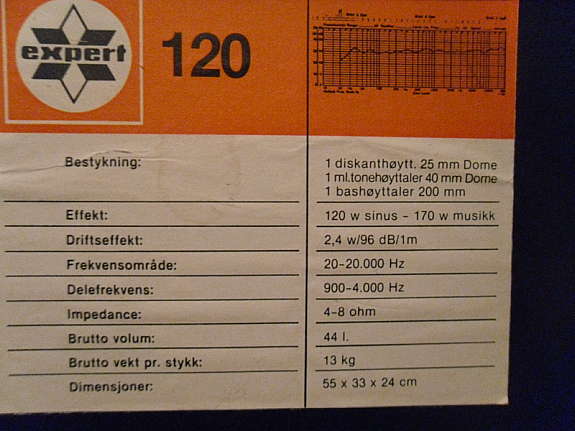 expert
120
Bestykning:
1 diskanthøytt. 25 mm Dome
1 ml.tonehøyttaler 40 mm Dome
1 bashøyttaler 200 mm
Effekt: 120 w sinus - 170 w musikk
Driftseffekt: 2,4 w/96 dB/1m
Frekvensområde: 20-20.000 Hz
Delefrekvens: 900-4.000 Hz
Impedance: 4-8 ohm
Brutto volum: 44 l.
Brutto vekt pr. stykk: 13 kg
Dimensjoner: 55 x 33 x 24 cm